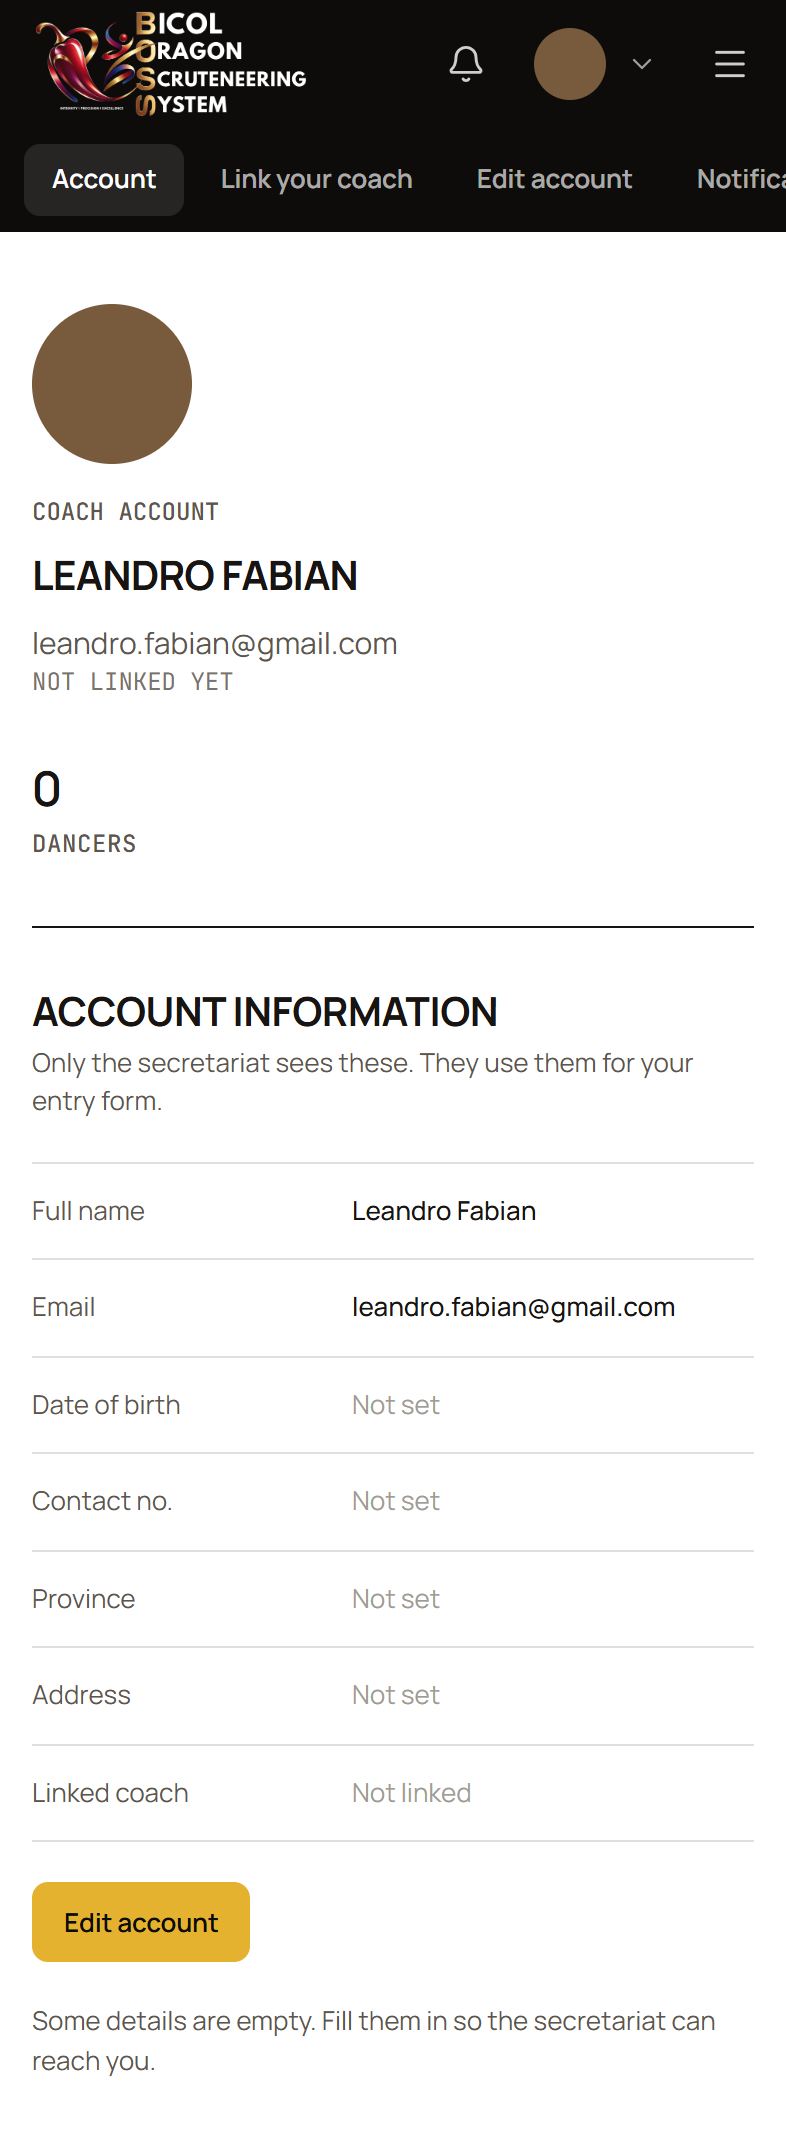 BICOL
ORAGON
SCRUTENEERING
SYSTEM
INTEGRITY | PRECISION | EXCELLENCE
Account
Link your coach
Edit account
Notifica
COACH ACCOUNT
LEANDRO FABIAN
leandro.fabian@gmail.com
NOT LINKED YET
0
DANCERS
ACCOUNT INFORMATION
Only the secretariat sees these. They use them for your
entry form.
Full name
Leandro Fabian
Email
leandro.fabian@gmail.com
Date of birth
Not set
Contact no.
Not set
Province
Not set
Address
Not set
Linked coach
Not linked
Edit account
Some details are empty. Fill them in so the secretariat can
reach you.